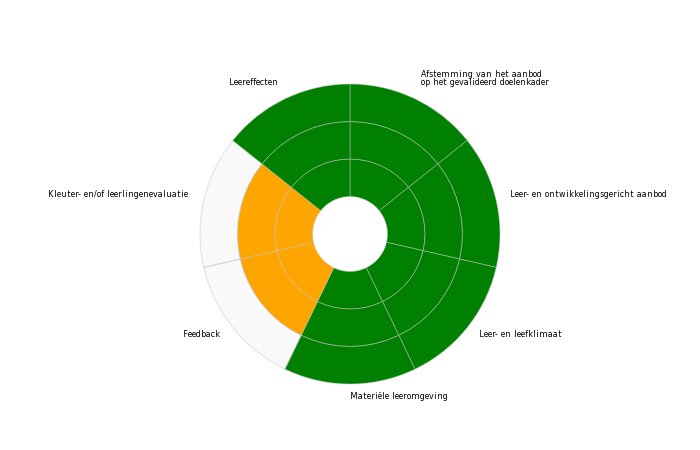 Afstemming van het aanbod
op het gevalideerd doelenkader
Leereffecten
Kleuter- en/of leerlingenevaluatie
Leer- en ontwikkelingsgericht aanbod
Feedback
Leer- en leefklimaat
Materiële leeromgeving